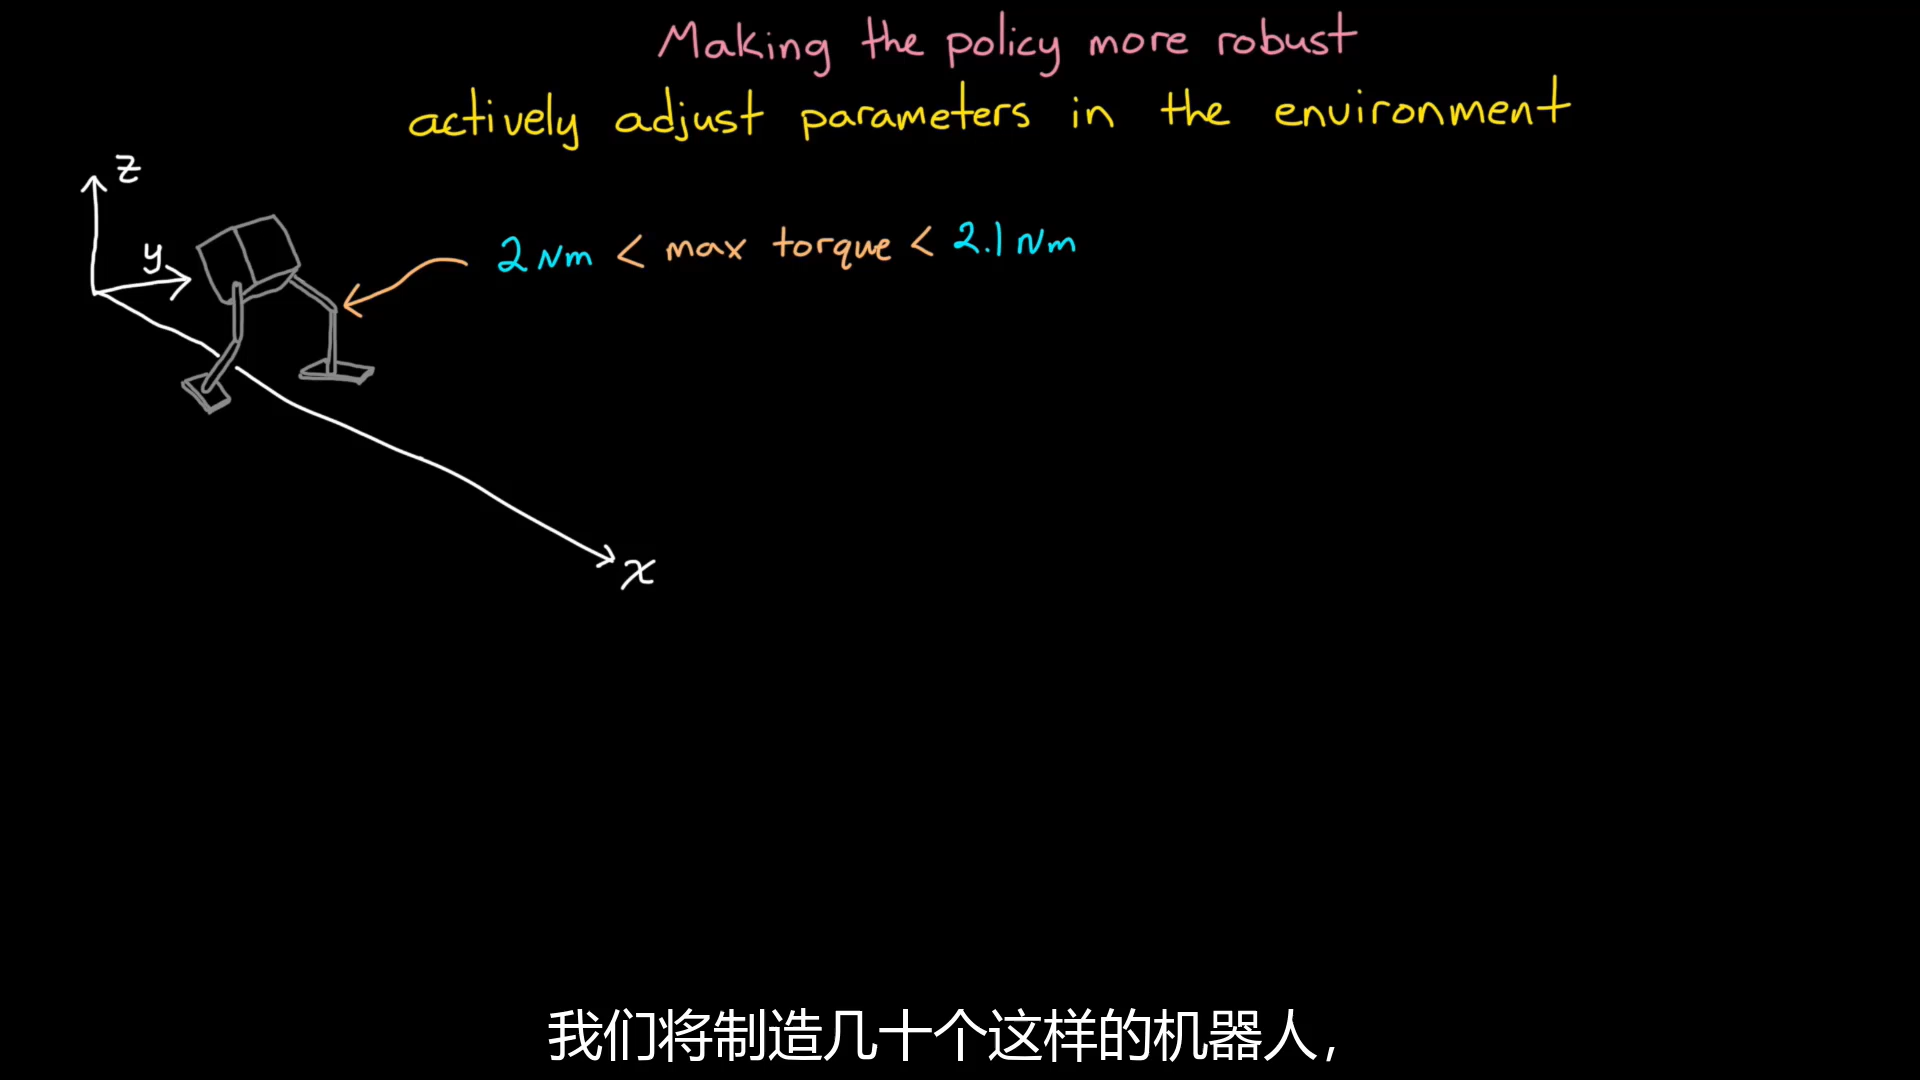 Making the policy more robust
actively adjust parameters in the environment
z
y
2 Nm < max torque < 2.1 Nm
x
我们将制造几十个这样的机器人，